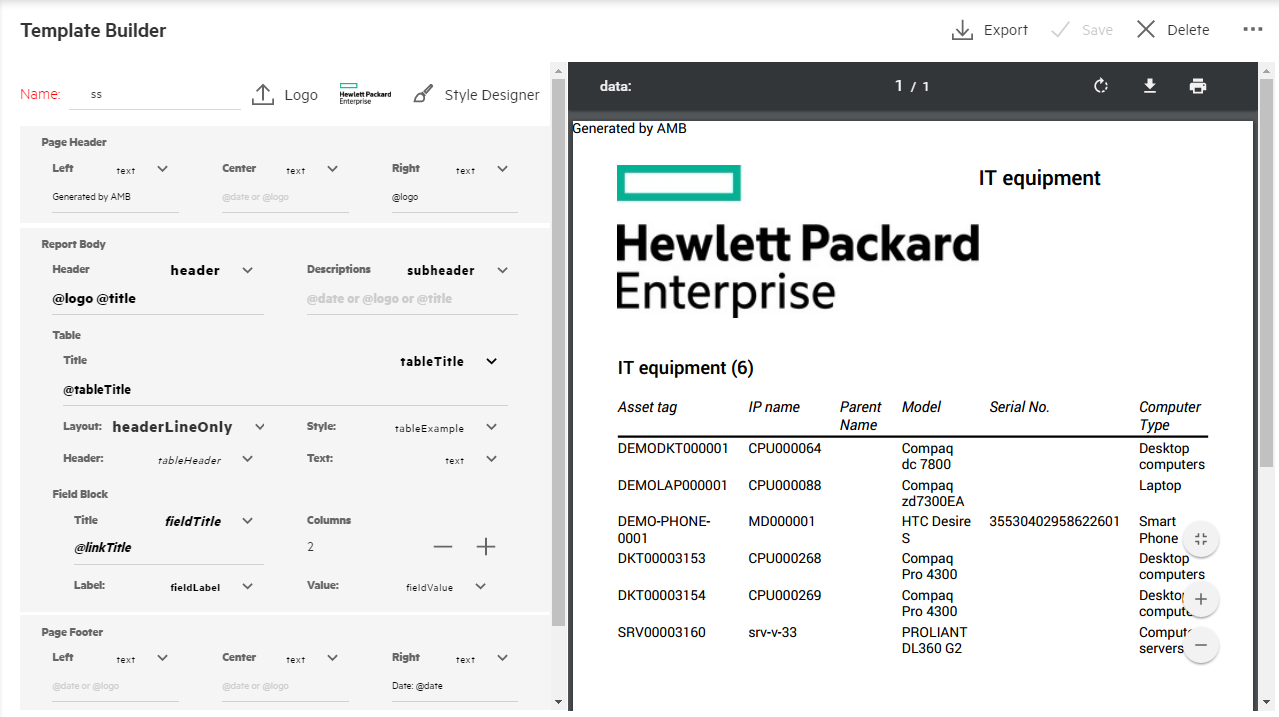 Template Builder
Export
Save
Delete
Name:
ss
Logo
Hewlett Packard
Enterprise
Style Designer
Page Header
Left text
Center text
Right text
Generated by AMB
@date or @logo
@logo
Report Body
Header header
Descriptions subheader
@logo @title
@date or @logo or @title
Table
Title tableTitle
@tableTitle
Layout: headerLineOnly
Style: tableExample
Header: tableHeader
Text: text
Field Block
Title fieldTitle
Columns
@linkTitle
2
Label: fieldLabel
Value: fieldValue
Page Footer
Left text
Center text
Right text
@date or @logo
@date or @logo
Date: @date
data:
1 / 1
Generated by AMB
IT equipment
Hewlett Packard
Enterprise
IT equipment (6)
Asset tag IP name Parent Name Model Serial No. Computer Type
DEMODKT000001 CPU000064 Compaq dc 7800 Desktop computers
DEMOLAP000001 CPU000088 Compaq zd7300EA Laptop
DEMO-PHONE-0001 MD000001 HTC Desire S 35530402958622601 Smart Phone
DKT00003153 CPU000268 Compaq Pro 4300 Desktop computers
DKT00003154 CPU000269 Compaq Pro 4300
SRV00003160 srv-v-33 PROLIANT DL360 G2 servers